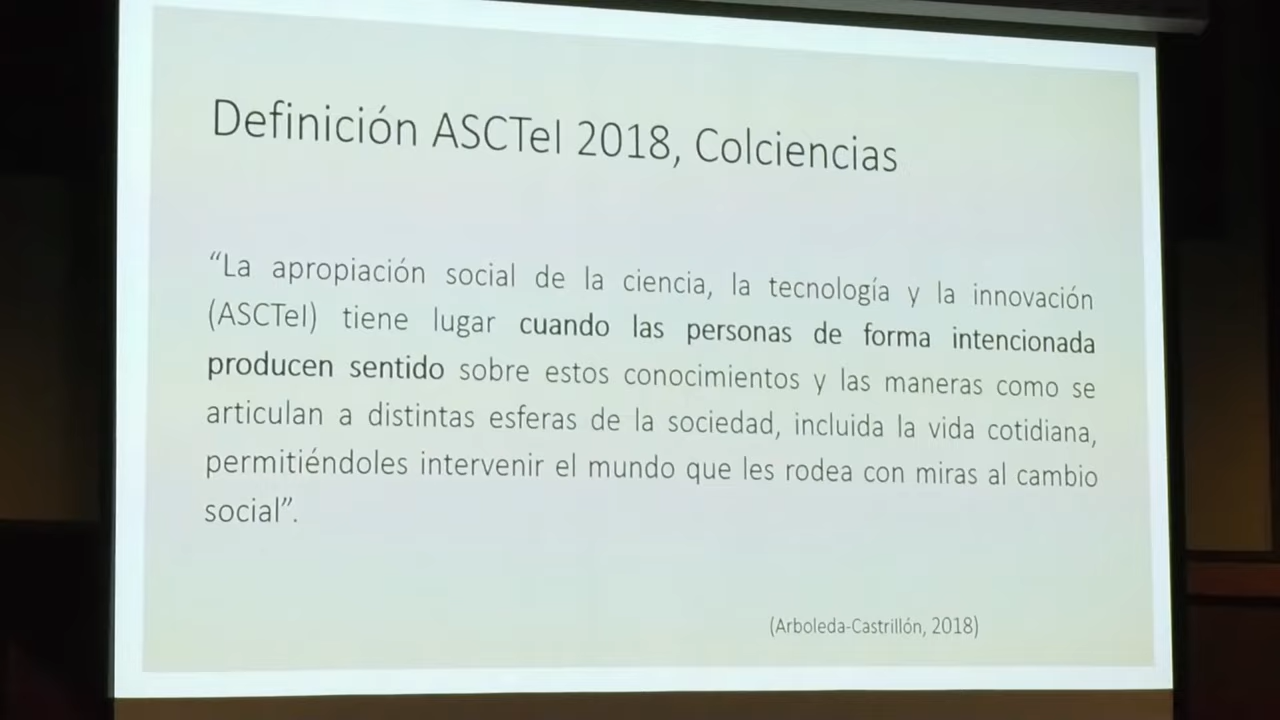 Definición ASCTeI 2018, Colciencias
“La apropiación social de la ciencia, la tecnología y la innovación
(ASCTeI) tiene lugar cuando las personas de forma intencionada
producen sentido sobre estos conocimientos y las maneras como se
articulan a distintas esferas de la sociedad, incluida la vida cotidiana,
permitiéndoles intervenir el mundo que les rodea con miras al cambio
social”.
(Arboleda-Castrillón, 2018)